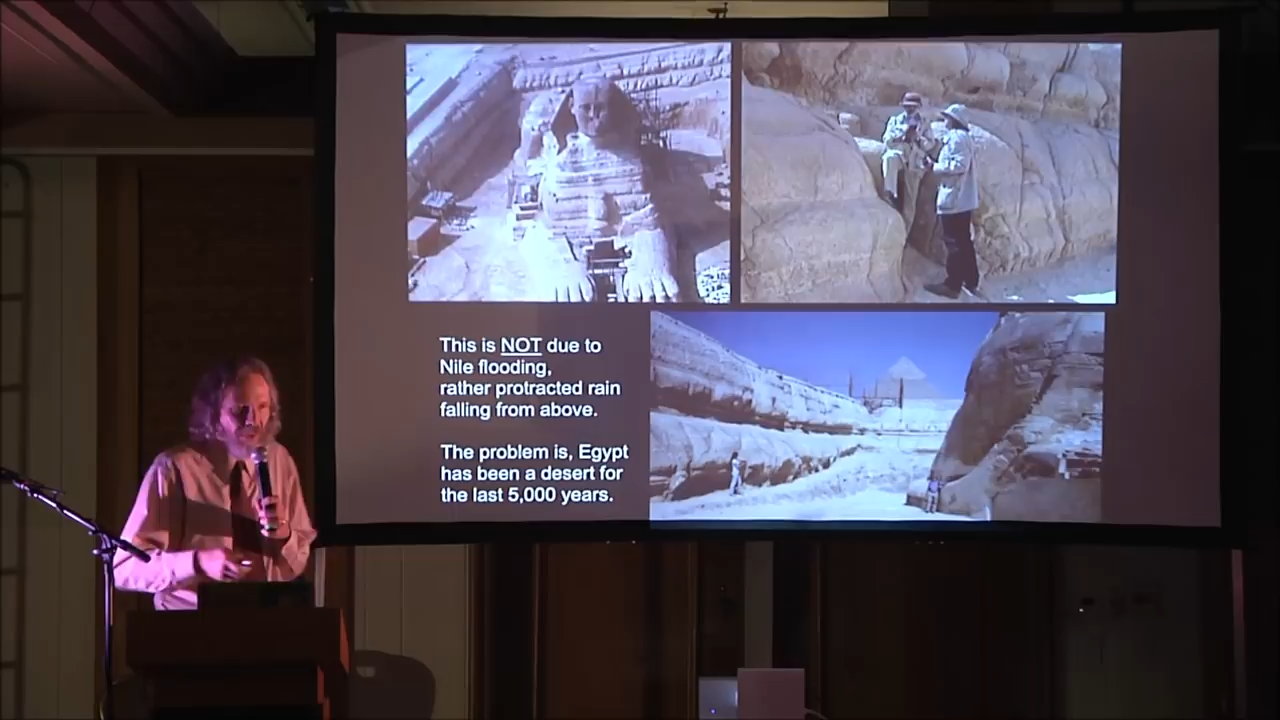 This is NOT due to
Nile flooding,
rather protracted rain
falling from above.
The problem is, Egypt
has been a desert for
the last 5,000 years.